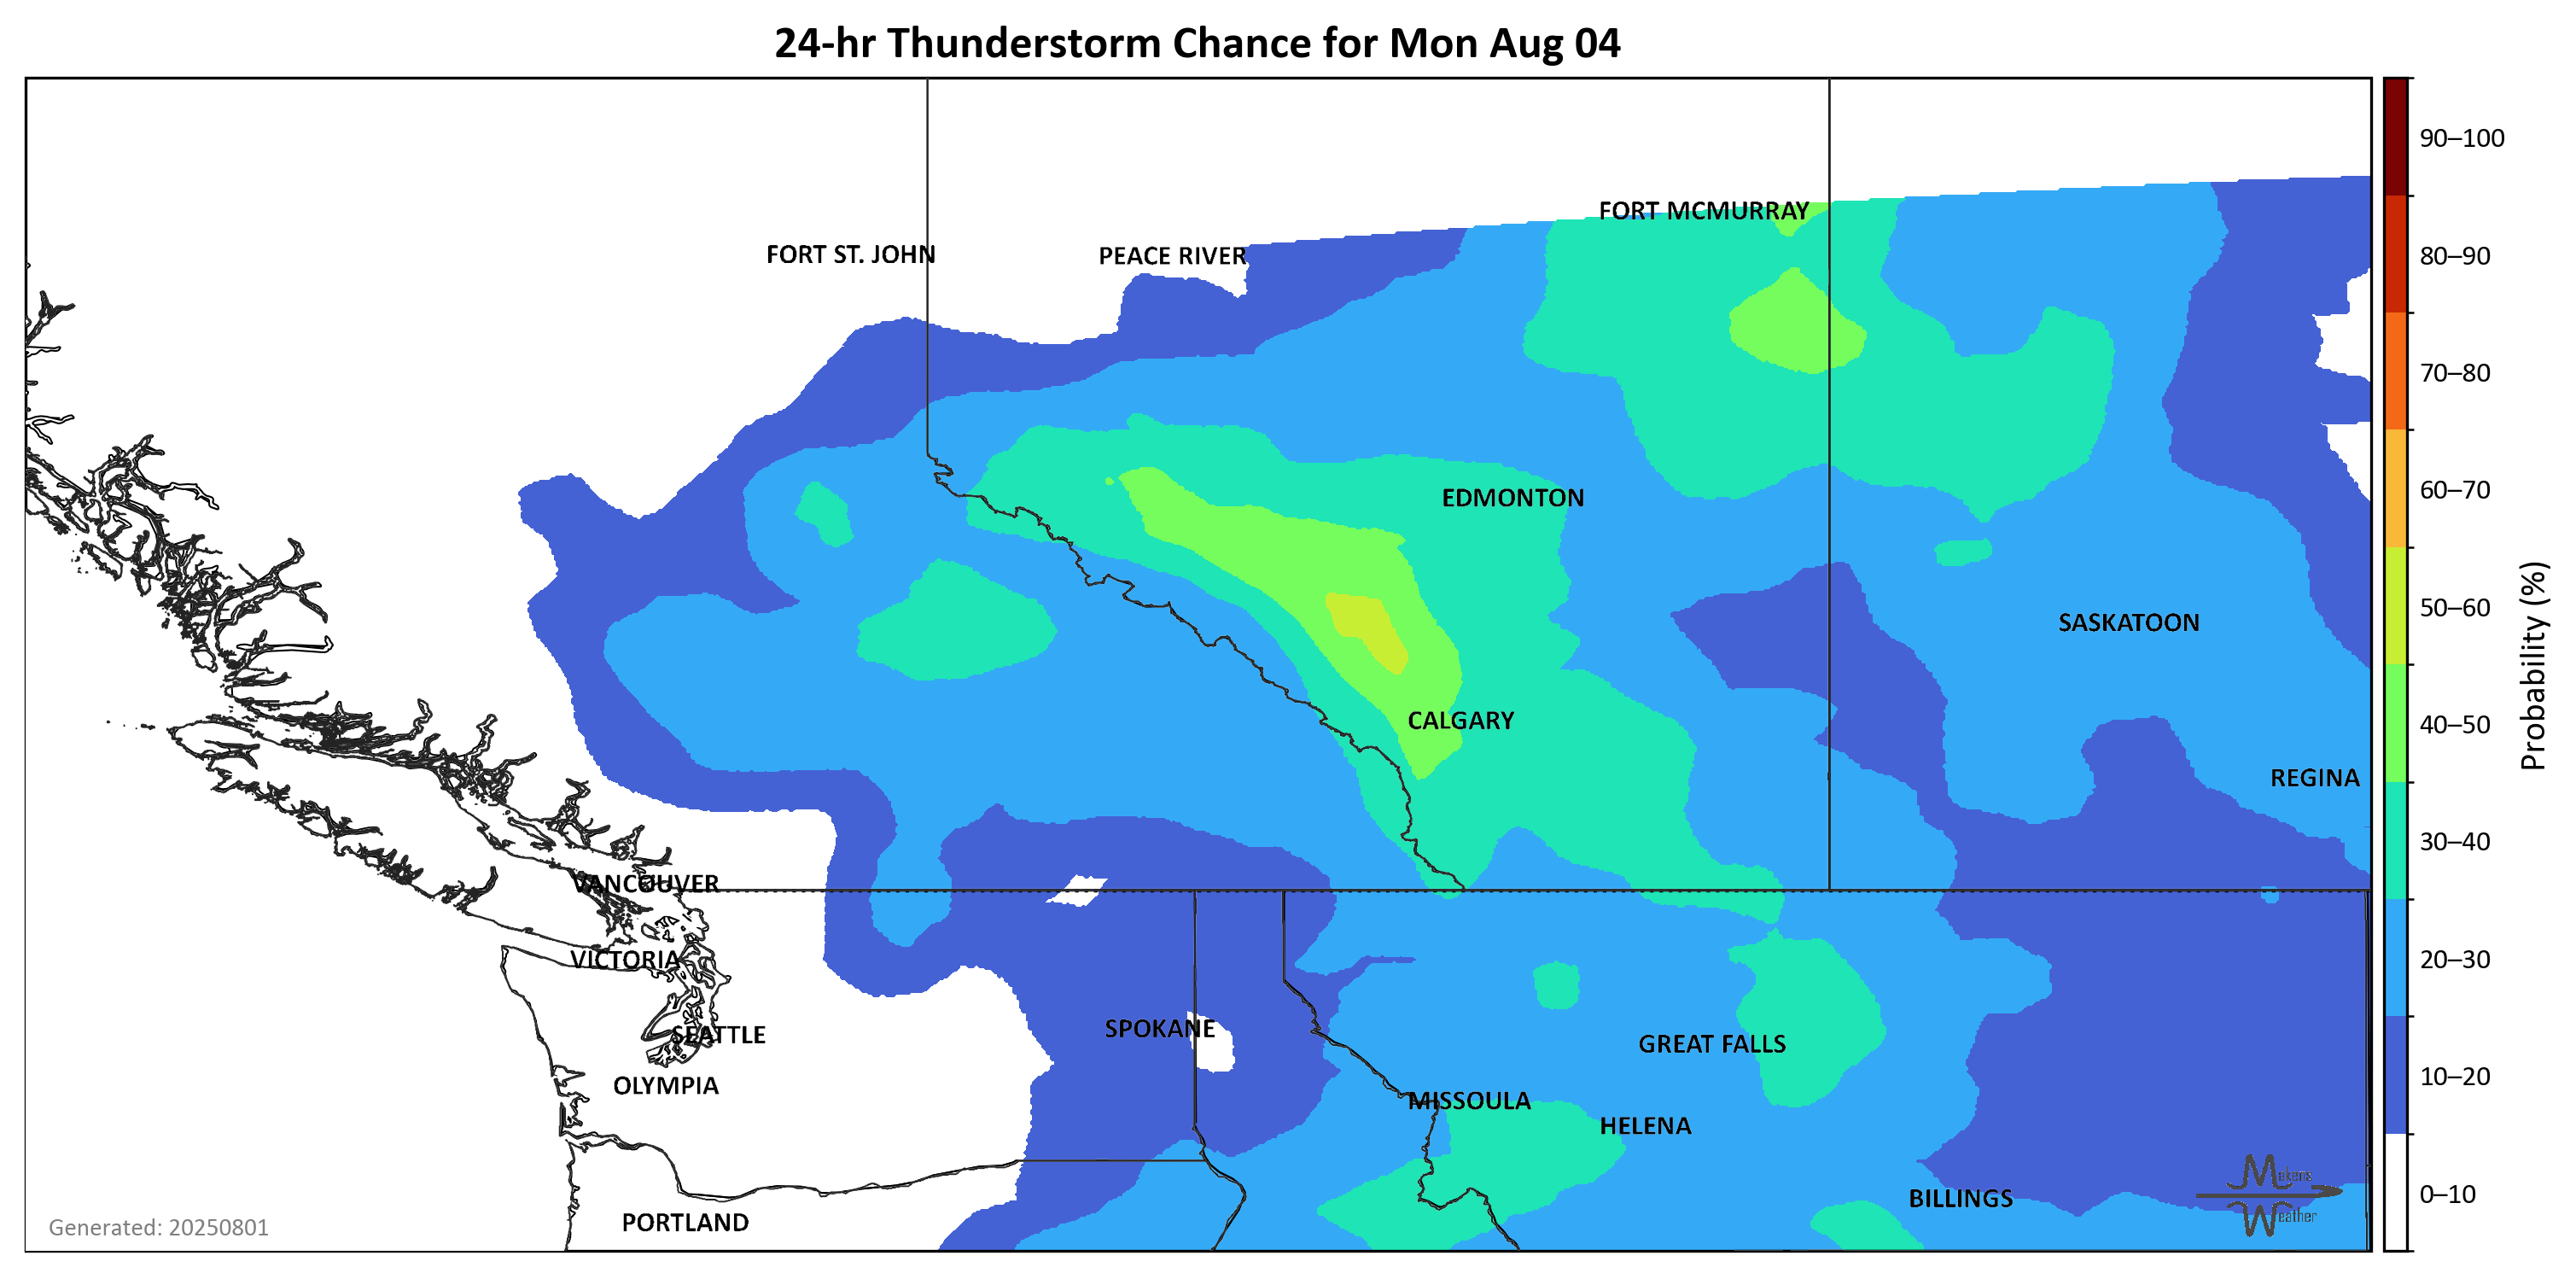 24-hr Thunderstorm Chance for Mon Aug 04
90–100
80–90
70–80
60–70
50–60
40–50
30–40
20–30
10–20
0–10
Probability (%)
FORT MCMURRAY
FORT ST. JOHN
PEACE RIVER
EDMONTON
SASKATOON
CALGARY
REGINA
VANCOUVER
VICTORIA
SPOKANE
SEATTLE
GREAT FALLS
OLYMPIA
MISSOULA
HELENA
BILLINGS
PORTLAND
Mekens
Weather
Generated: 20250801